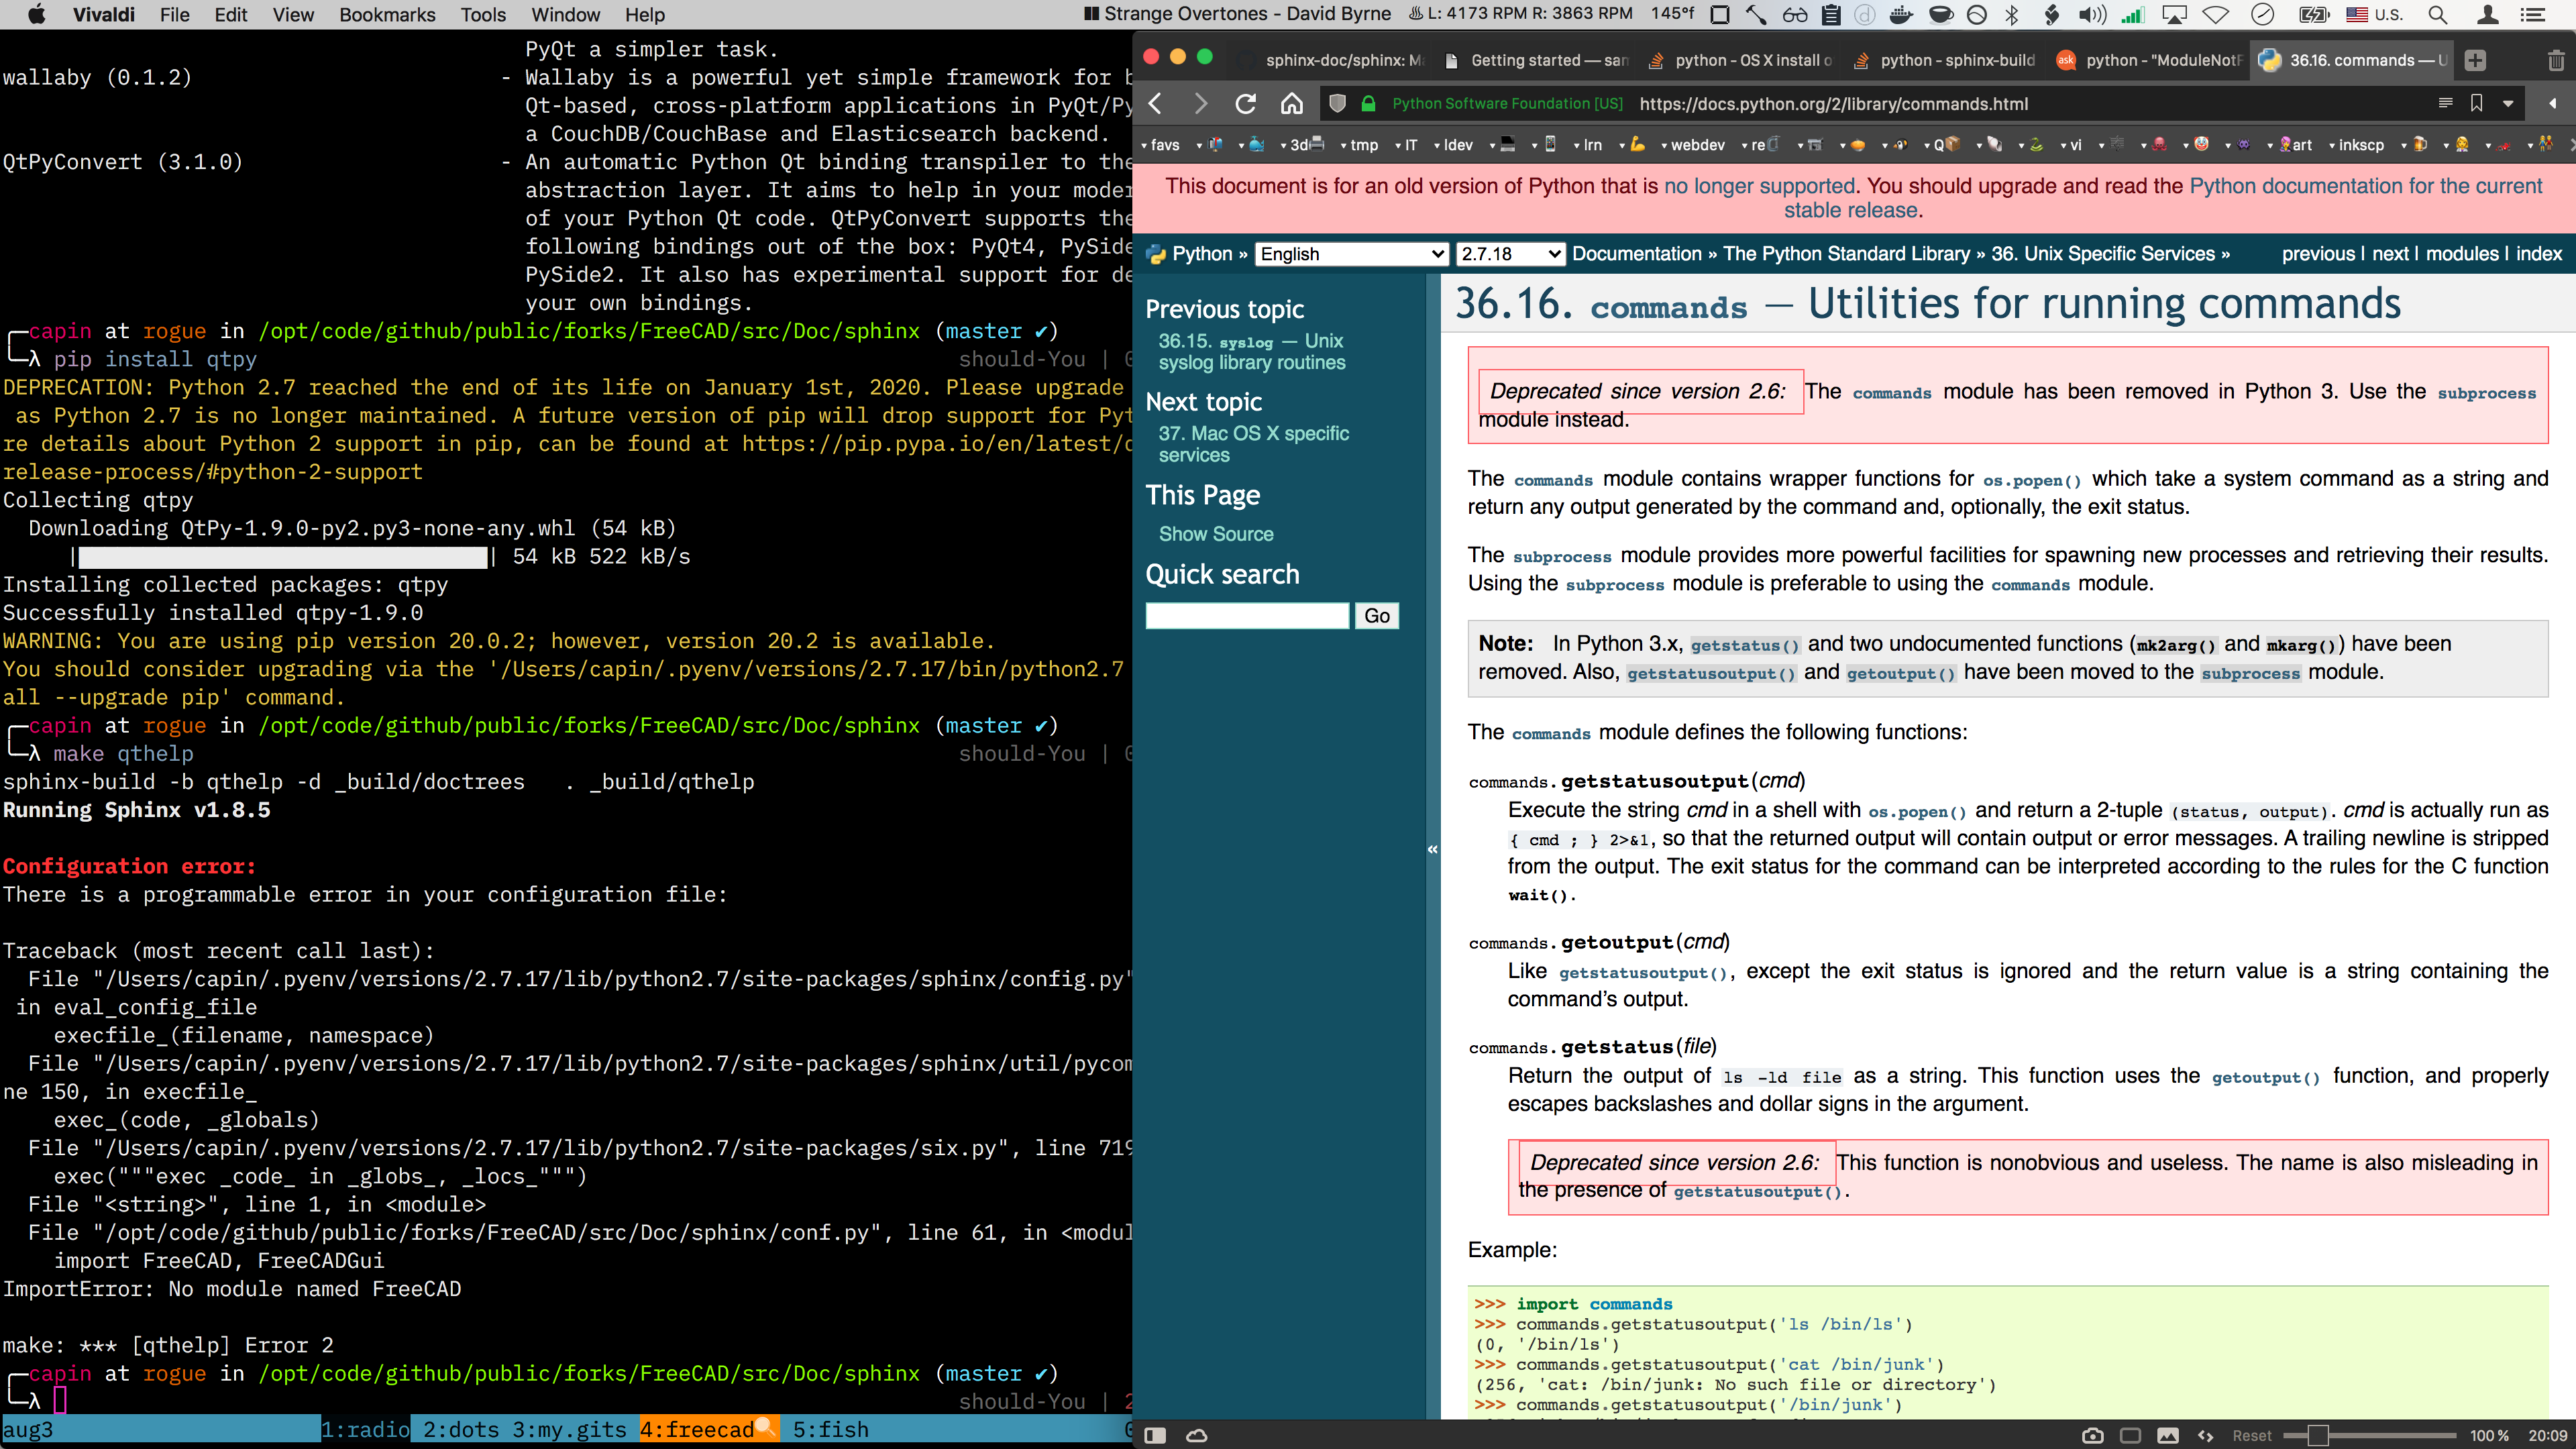 Vivaldi File Edit View Bookmarks Tools Window Help
Strange Overtones - David Byrne L: 4173 RPM R: 3863 RPM 145°f U.S.
PyQt a simpler task.
wallaby (0.1.2) - Wallaby is a powerful yet simple framework for b
Qt-based, cross-platform applications in PyQt/Py
a CouchDB/CouchBase and Elasticsearch backend.
QtPyConvert (3.1.0) - An automatic Python Qt binding transpiler to the
abstraction layer. It aims to help in your moder
of your Python Qt code. QtPyConvert supports the
following bindings out of the box: PyQt4, PySide
PySide2. It also has experimental support for de
your own bindings.
╭─capin at rogue in /opt/code/github/public/forks/FreeCAD/src/Doc/sphinx (master ✔)
╰─λ pip install qtpy should-You | 0
DEPRECATION: Python 2.7 reached the end of its life on January 1st, 2020. Please upgrade
as Python 2.7 is no longer maintained. A future version of pip will drop support for Pyt
re details about Python 2 support in pip, can be found at https://pip.pypa.io/en/latest/d
release-process/#python-2-support
Collecting qtpy
Downloading QtPy-1.9.0-py2.py3-none-any.whl (54 kB)
| | 54 kB 522 kB/s
Installing collected packages: qtpy
Successfully installed qtpy-1.9.0
WARNING: You are using pip version 20.0.2; however, version 20.2 is available.
You should consider upgrading via the '/Users/capin/.pyenv/versions/2.7.17/bin/python2.7
all --upgrade pip' command.
╭─capin at rogue in /opt/code/github/public/forks/FreeCAD/src/Doc/sphinx (master ✔)
╰─λ make qthelp should-You | 0
sphinx-build -b qthelp -d _build/doctrees . _build/qthelp
Running Sphinx v1.8.5
Configuration error:
There is a programmable error in your configuration file:
Traceback (most recent call last):
File "/Users/capin/.pyenv/versions/2.7.17/lib/python2.7/site-packages/sphinx/config.py"
in eval_config_file
execfile_(filename, namespace)
File "/Users/capin/.pyenv/versions/2.7.17/lib/python2.7/site-packages/sphinx/util/pycom
ne 150, in execfile_
exec_(code, _globals)
File "/Users/capin/.pyenv/versions/2.7.17/lib/python2.7/site-packages/six.py", line 719
exec("""exec _code_ in _globs_, _locs_""")
File "<string>", line 1, in <module>
File "/opt/code/github/public/forks/FreeCAD/src/Doc/sphinx/conf.py", line 61, in <modul
import FreeCAD, FreeCADGui
ImportError: No module named FreeCAD
make: *** [qthelp] Error 2
╭─capin at rogue in /opt/code/github/public/forks/FreeCAD/src/Doc/sphinx (master ✔)
╰─λ should-You | 2
aug3 1:radio 2:dots 3:my.gits 4:freecad 5:fish
sphinx-doc/sphinx: Ma Getting started — san python - OS X install o python - sphinx-build python - "ModuleNotF 36.16. commands — U
Python Software Foundation [US] https://docs.python.org/2/library/commands.html
favs 3d tmp IT ldev lrn webdev re Q vi art inkscp
This document is for an old version of Python that is no longer supported. You should upgrade and read the Python documentation for the current
stable release.
Python » English 2.7.18 Documentation » The Python Standard Library » 36. Unix Specific Services » previous | next | modules | index
Previous topic
36.15. syslog — Unix
syslog library routines
Next topic
37. Mac OS X specific
services
This Page
Show Source
Quick search
Go
«
36.16. commands — Utilities for running commands
Deprecated since version 2.6: The commands module has been removed in Python 3. Use the subprocess
module instead.
The commands module contains wrapper functions for os.popen() which take a system command as a string and
return any output generated by the command and, optionally, the exit status.
The subprocess module provides more powerful facilities for spawning new processes and retrieving their results.
Using the subprocess module is preferable to using the commands module.
Note: In Python 3.x, getstatus() and two undocumented functions (mk2arg() and mkarg()) have been
removed. Also, getstatusoutput() and getoutput() have been moved to the subprocess module.
The commands module defines the following functions:
commands.getstatusoutput(cmd)
Execute the string cmd in a shell with os.popen() and return a 2-tuple (status, output). cmd is actually run as
{ cmd ; } 2>&1, so that the returned output will contain output or error messages. A trailing newline is stripped
from the output. The exit status for the command can be interpreted according to the rules for the C function
wait().
commands.getoutput(cmd)
Like getstatusoutput(), except the exit status is ignored and the return value is a string containing the
command’s output.
commands.getstatus(file)
Return the output of ls -ld file as a string. This function uses the getoutput() function, and properly
escapes backslashes and dollar signs in the argument.
Deprecated since version 2.6: This function is nonobvious and useless. The name is also misleading in
the presence of getstatusoutput().
Example:
>>> import commands
>>> commands.getstatusoutput('ls /bin/ls')
(0, '/bin/ls')
>>> commands.getstatusoutput('cat /bin/junk')
(256, 'cat: /bin/junk: No such file or directory')
>>> commands.getstatusoutput('/bin/junk')
Reset 100 % 20:09